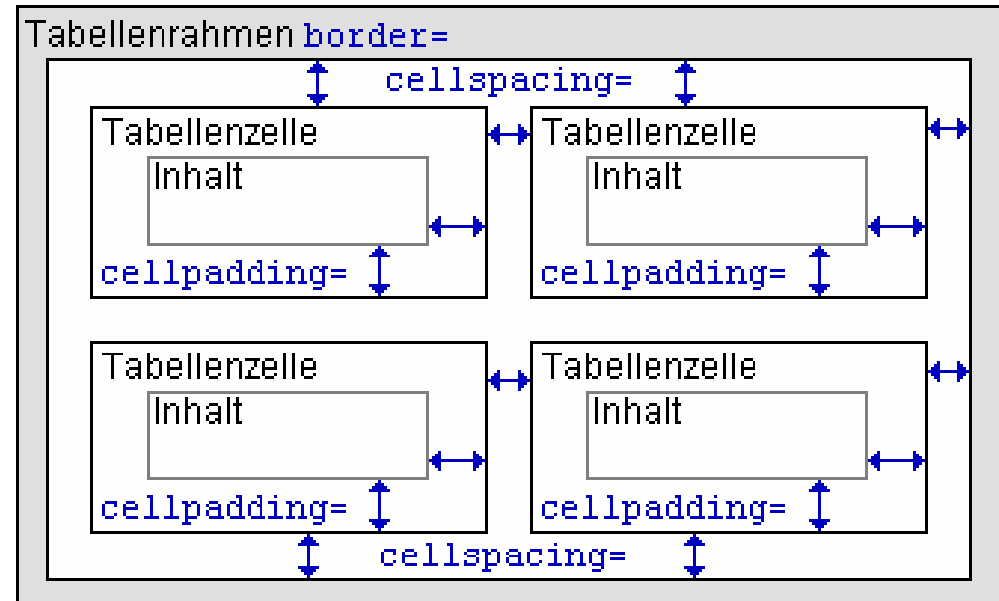 Tabellenrahmen border=
cellspacing=
Tabellenzelle Tabellenzelle
Inhalt Inhalt
cellpadding= cellpadding=
Tabellenzelle Tabellenzelle
Inhalt Inhalt
cellpadding= cellpadding=
cellspacing=